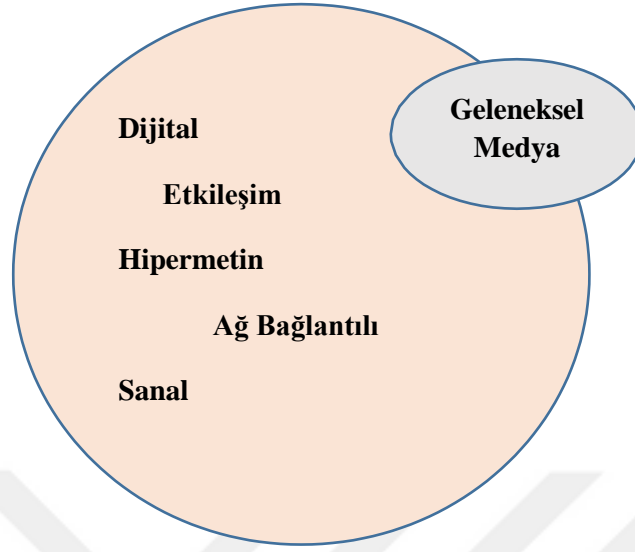 Geleneksel
Medya
Dijital
Etkileşim
Hipermetin
Ağ Bağlantılı
Sanal